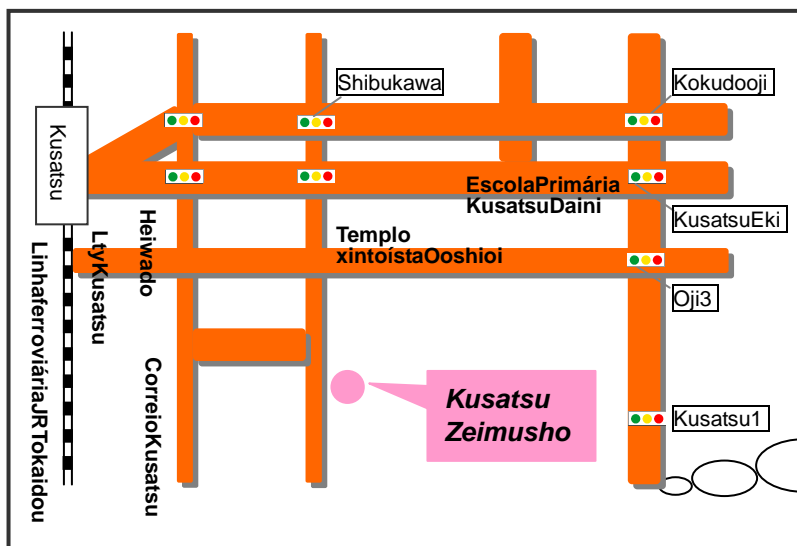 Shibukawa
Kokudooji
Kusatsu
EscolaPrimária
KusatsuDaini
KusatsuEki
Heiwado
LtyKusatsu
LinhaferroviáriaJRTokaidou
Templo
xintoístaOoshioi
Oji3
CorreioKusatsu
Kusatsu
Zeimusho
Kusatsu1